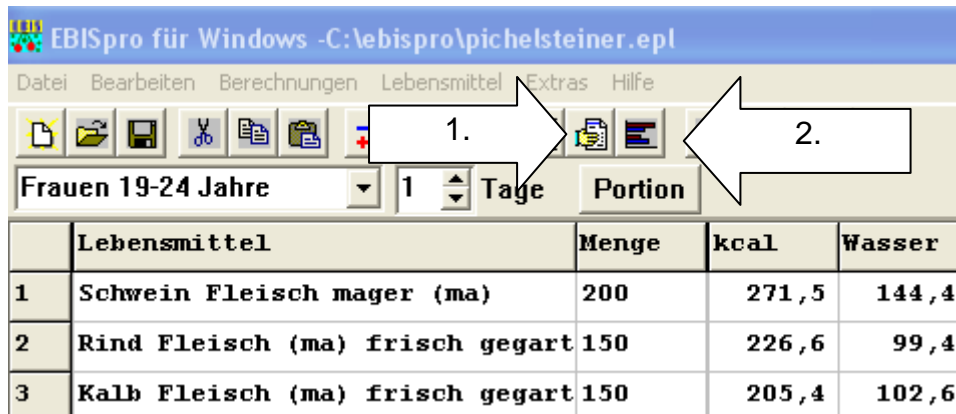 EBIS
EBISpro für Windows -C:\ebispro\pichelsteiner.epl
Datei Bearbeiten Berechnungen Lebensmittel Extras Hilfe
1. 2.
Frauen 19-24 Jahre 1 Tage Portion
Lebensmittel Menge kcal Wasser
1 Schwein Fleisch mager (ma) 200 271,5 144,4
2 Rind Fleisch (ma) frisch gegart 150 226,6 99,4
3 Kalb Fleisch (ma) frisch gegart 150 205,4 102,6